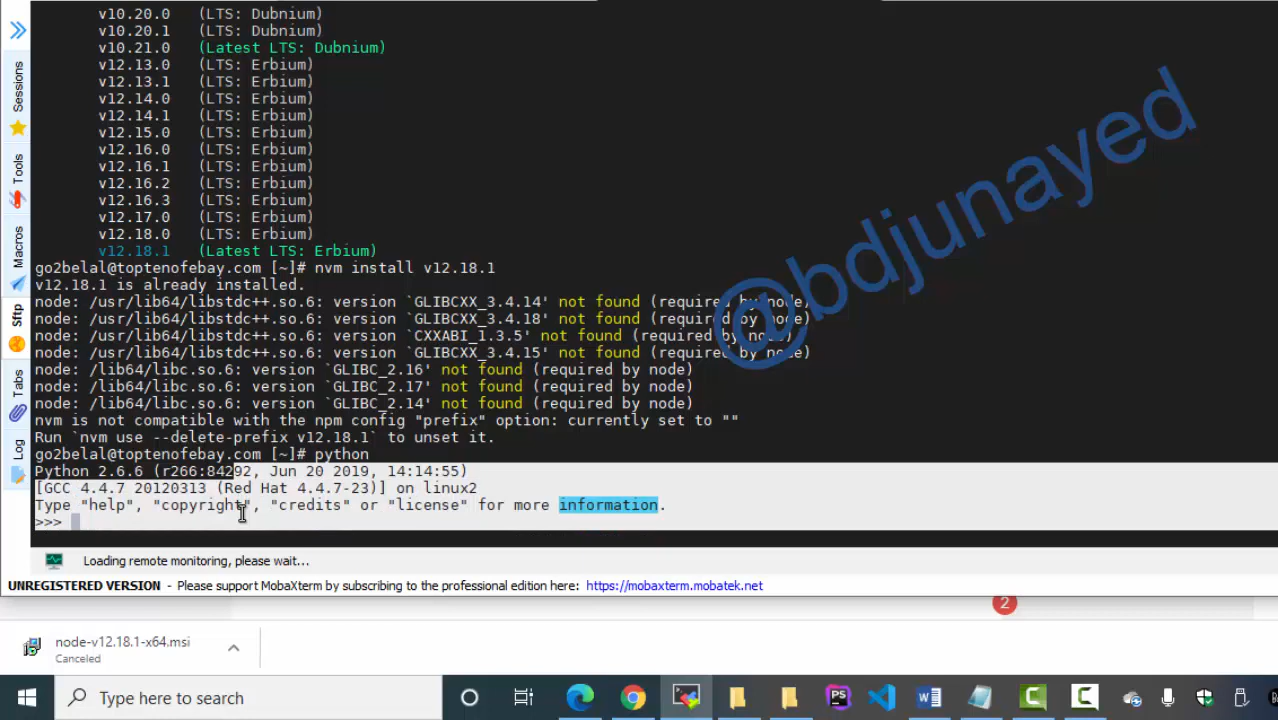 v10.20.0 (LTS: Dubnium)
v10.20.1 (LTS: Dubnium)
v10.21.0 (Latest LTS: Dubnium)
v12.13.0 (LTS: Erbium)
v12.13.1 (LTS: Erbium)
v12.14.0 (LTS: Erbium)
v12.14.1 (LTS: Erbium)
v12.15.0 (LTS: Erbium)
v12.16.0 (LTS: Erbium)
v12.16.1 (LTS: Erbium)
v12.16.2 (LTS: Erbium)
v12.16.3 (LTS: Erbium)
v12.17.0 (LTS: Erbium)
v12.18.0 (LTS: Erbium)
v12.18.1 (Latest LTS: Erbium)
go2belal@toptenofebay.com [~]# nvm install v12.18.1
v12.18.1 is already installed.
node: /usr/lib64/libstdc++.so.6: version `GLIBCXX_3.4.14' not found (required by node)
node: /usr/lib64/libstdc++.so.6: version `GLIBCXX_3.4.18' not found (required by node)
node: /usr/lib64/libstdc++.so.6: version `CXXABI_1.3.5' not found (required by node)
node: /usr/lib64/libstdc++.so.6: version `GLIBCXX_3.4.15' not found (required by node)
node: /lib64/libc.so.6: version `GLIBC_2.16' not found (required by node)
node: /lib64/libc.so.6: version `GLIBC_2.17' not found (required by node)
node: /lib64/libc.so.6: version `GLIBC_2.14' not found (required by node)
nvm is not compatible with the npm config "prefix" option: currently set to ""
Run `nvm use --delete-prefix v12.18.1` to unset it.
go2belal@toptenofebay.com [~]# python
Python 2.6.6 (r266:84292, Jun 20 2019, 14:14:55)
[GCC 4.4.7 20120313 (Red Hat 4.4.7-23)] on linux2
Type "help", "copyright", "credits" or "license" for more information.
>>>
@bdjunayed
Sessions
Tools
Macros
Sftp
Tabs
Log
Loading remote monitoring, please wait...
UNREGISTERED VERSION - Please support MobaXterm by subscribing to the professional edition here: https://mobaxterm.mobatek.net
2
node-v12.18.1-x64.msi
Canceled
Type here to search
PS
W
C
C